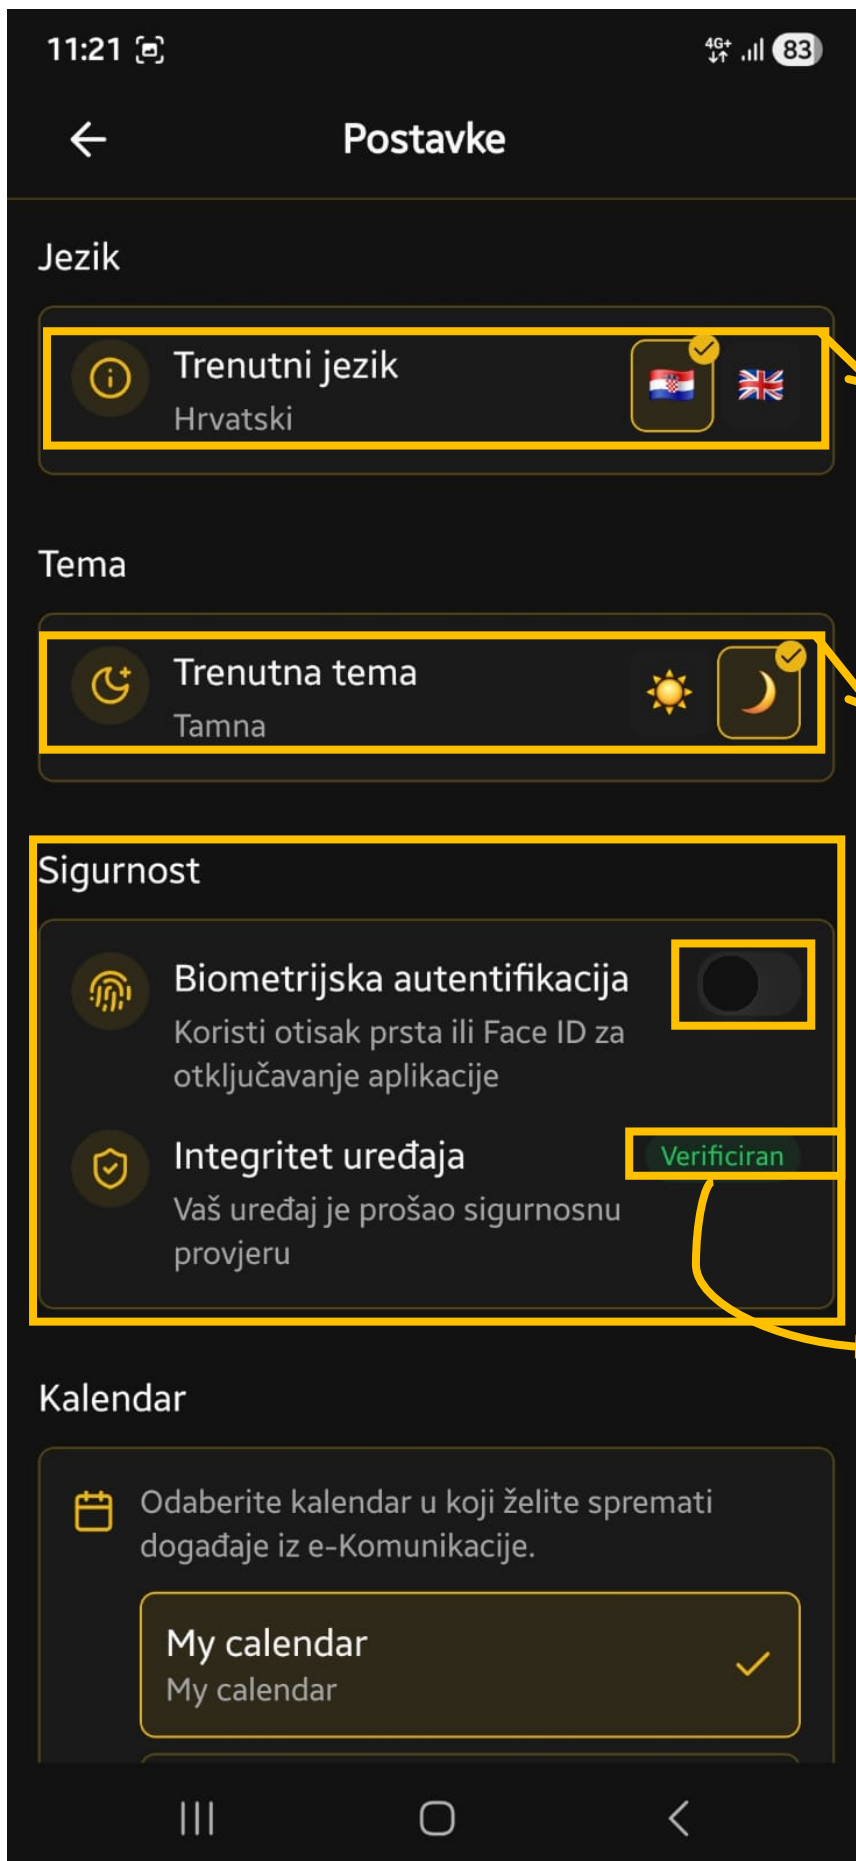 11:21
4G+
83
Postavke
Jezik
Trenutni jezik
Hrvatski
Tema
Trenutna tema
Tamna
Sigurnost
Biometrijska autentifikacija
Koristi otisak prsta ili Face ID za
otključavanje aplikacije
Integritet uređaja
Verificiran
Vaš uređaj je prošao sigurnosnu
provjeru
Kalendar
Odaberite kalendar u koji želite spremati
događaje iz e-Komunikacije.
My calendar
My calendar